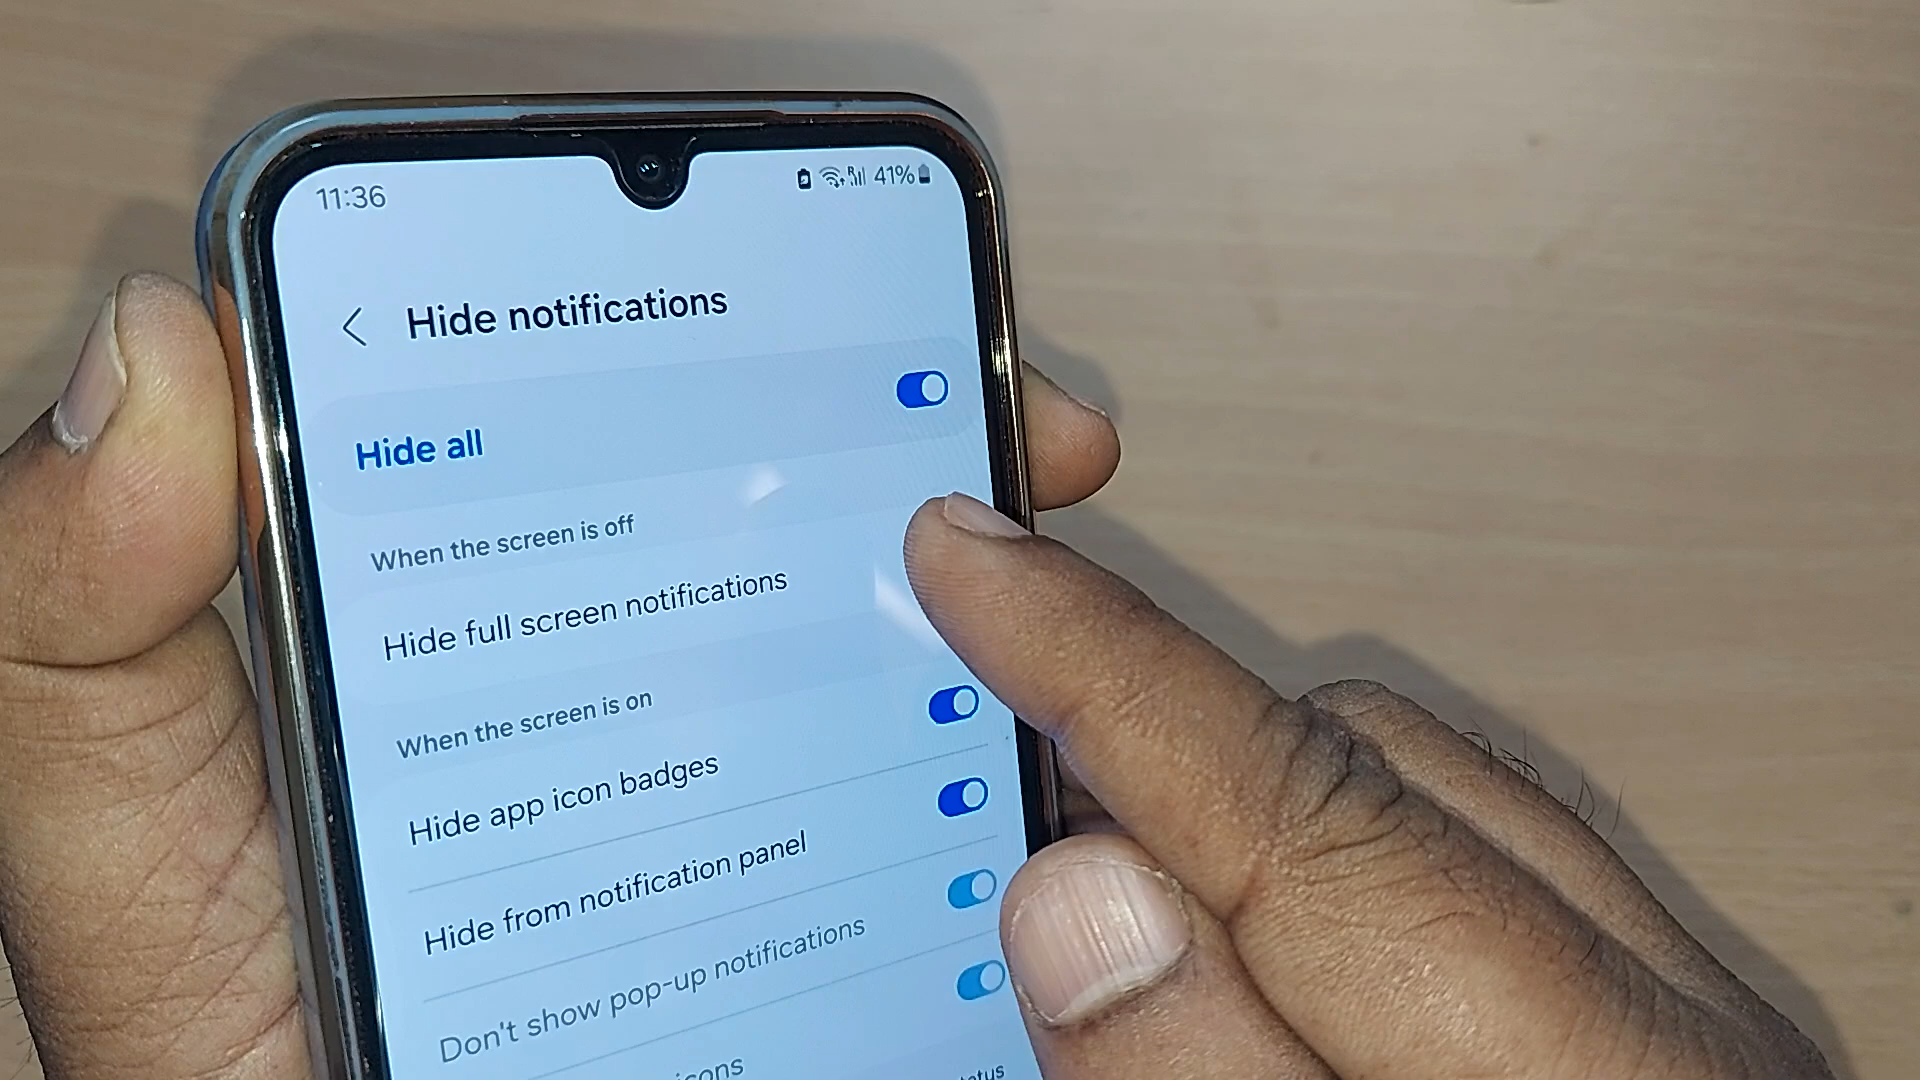 11:36 41%
Hide notifications
Hide all
When the screen is off
Hide full screen notifications
When the screen is on
Hide app icon badges
Hide from notification panel
Don't show pop-up notifications